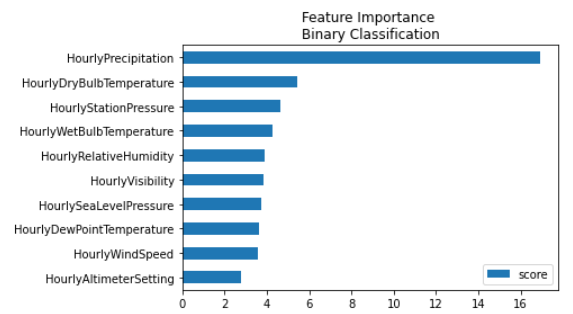 Feature Importance
Binary Classification
HourlyPrecipitation
HourlyDryBulbTemperature
HourlyStationPressure
HourlyWetBulbTemperature
HourlyRelativeHumidity
HourlyVisibility
HourlySeaLevelPressure
HourlyDewPointTemperature
HourlyWindSpeed
HourlyAltimeterSetting
score
0 2 4 6 8 10 12 14 16